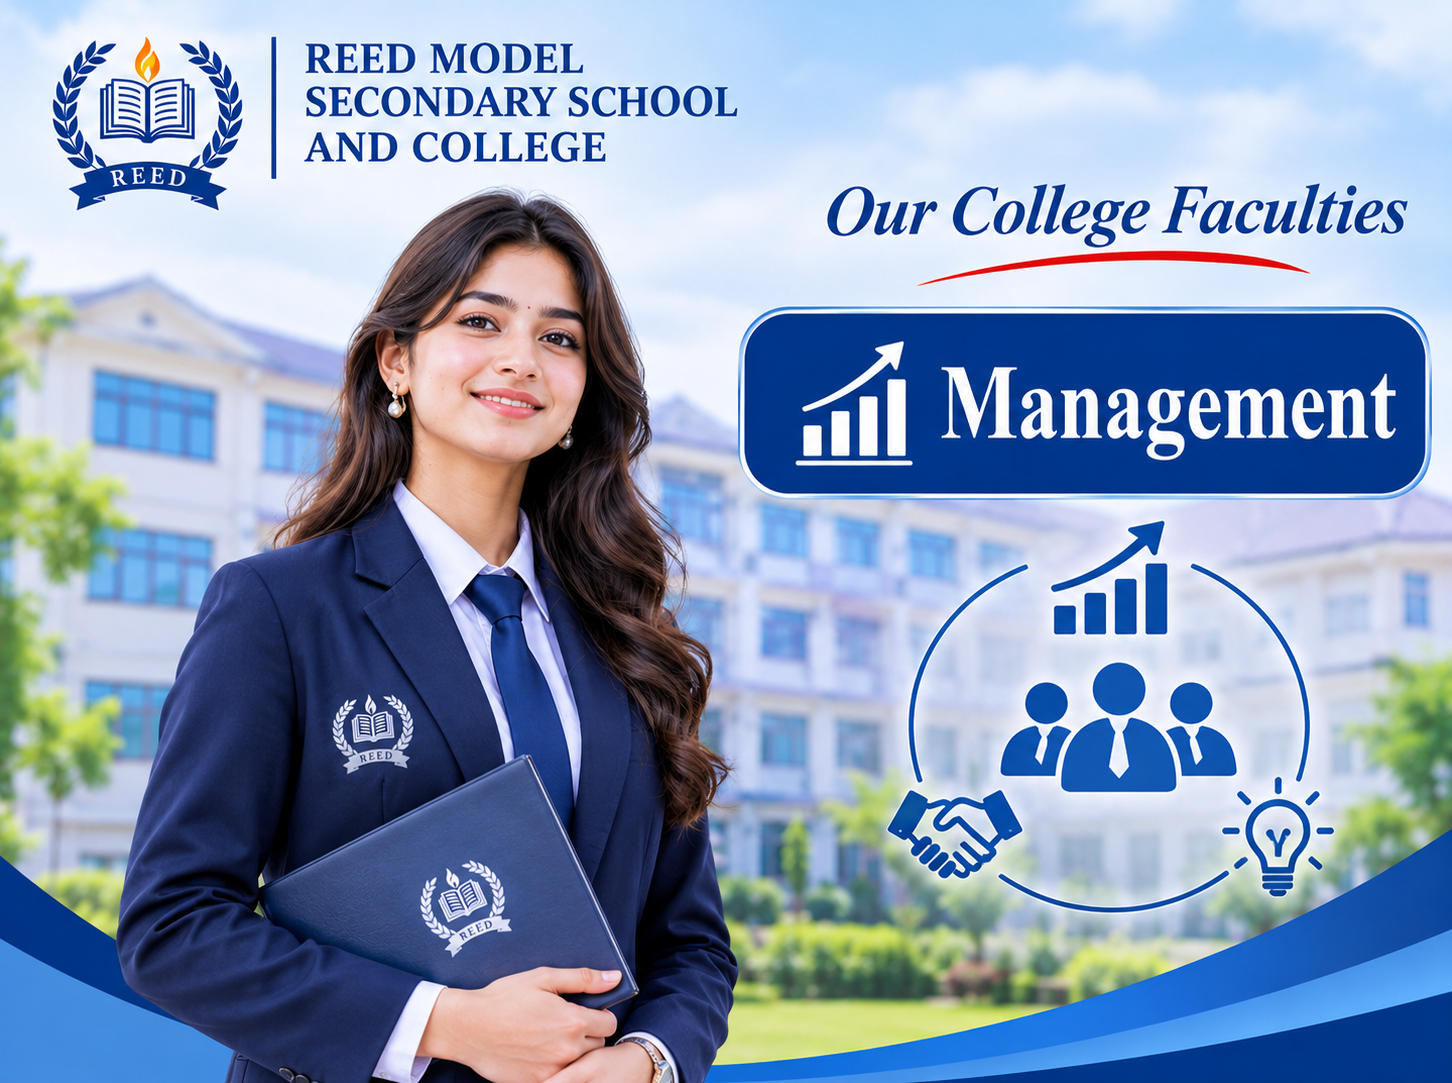 REED
REED MODEL
SECONDARY SCHOOL
AND COLLEGE
Our College Faculties
Management
REED
REED